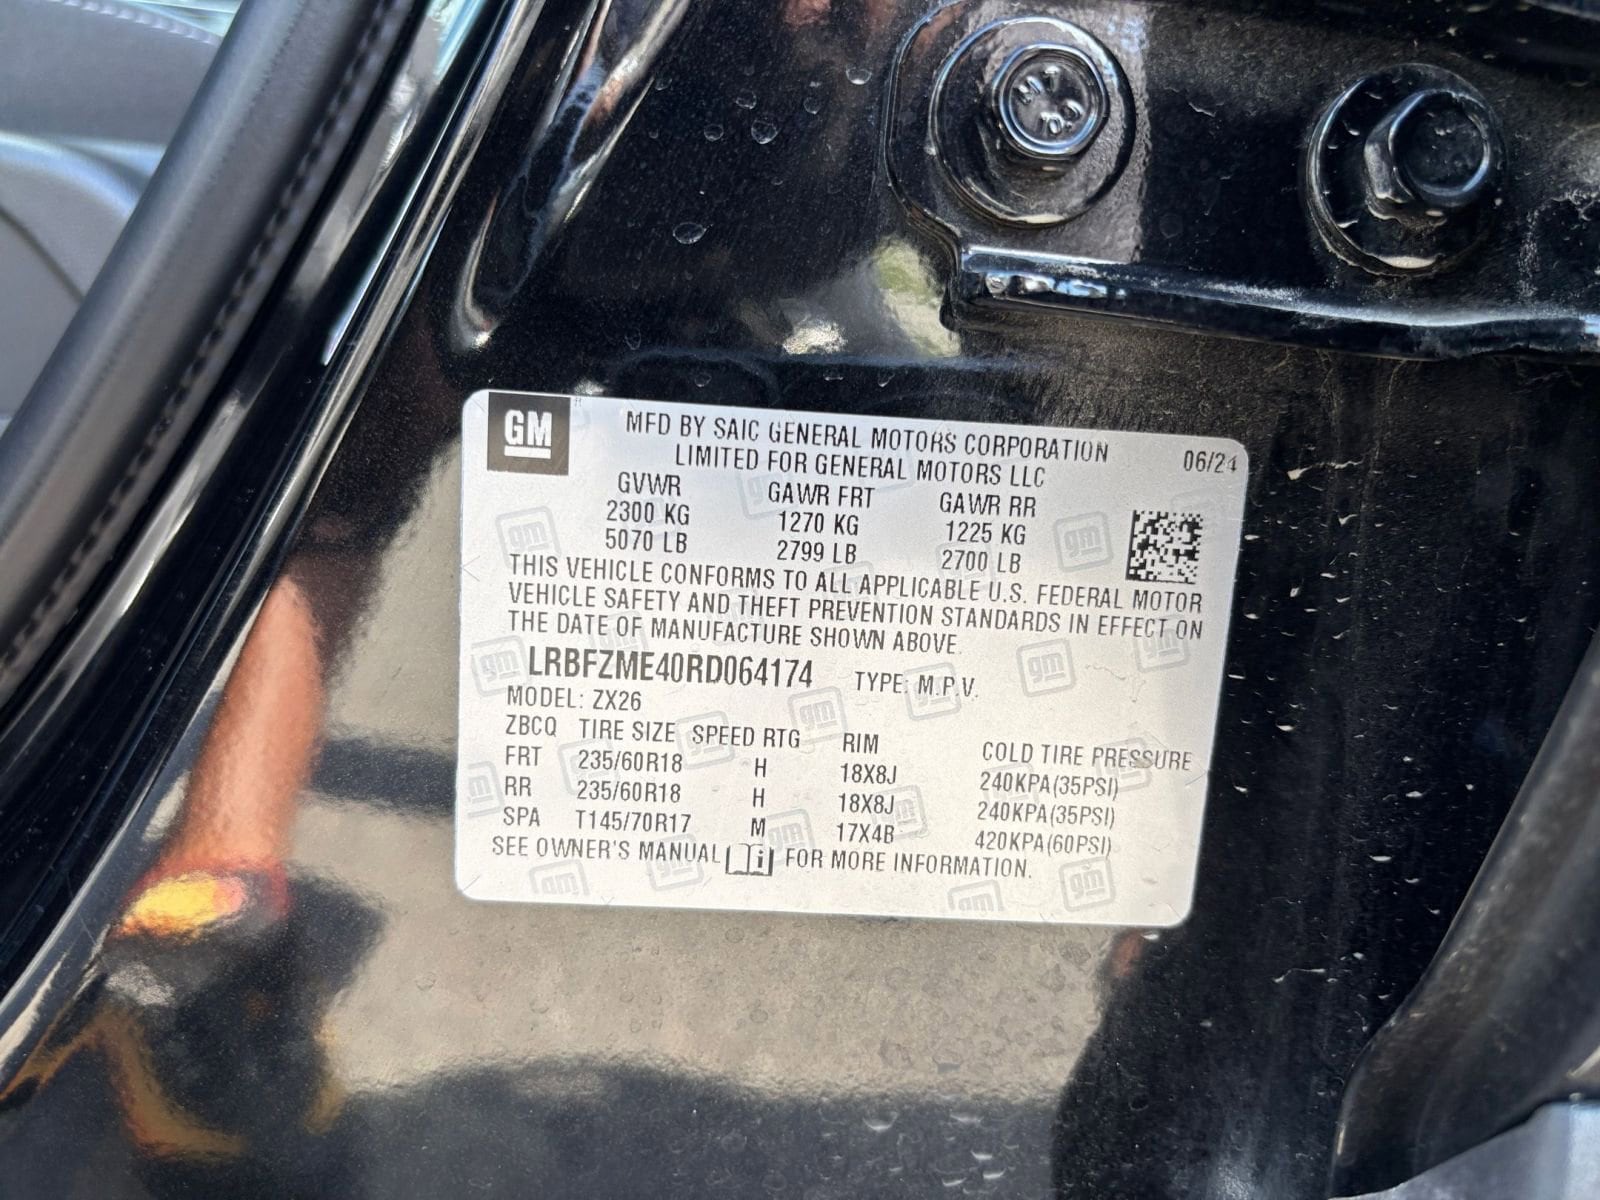 GM
MFD BY SAIC GENERAL MOTORS CORPORATION
LIMITED FOR GENERAL MOTORS LLC
06/24
GVWR GAWR FRT GAWR RR
2300 KG 1270 KG 1225 KG
5070 LB 2799 LB 2700 LB
THIS VEHICLE CONFORMS TO ALL APPLICABLE U.S. FEDERAL MOTOR
VEHICLE SAFETY AND THEFT PREVENTION STANDARDS IN EFFECT ON
THE DATE OF MANUFACTURE SHOWN ABOVE.
LRBFZME40RD064174 TYPE: M.P.V.
MODEL: ZX26
ZBCQ TIRE SIZE SPEED RTG RIM COLD TIRE PRESSURE
FRT 235/60R18 H 18X8J 240KPA(35PSI)
RR 235/60R18 H 18X8J 240KPA(35PSI)
SPA T145/70R17 M 17X4B 420KPA(60PSI)
SEE OWNER'S MANUAL FOR MORE INFORMATION.